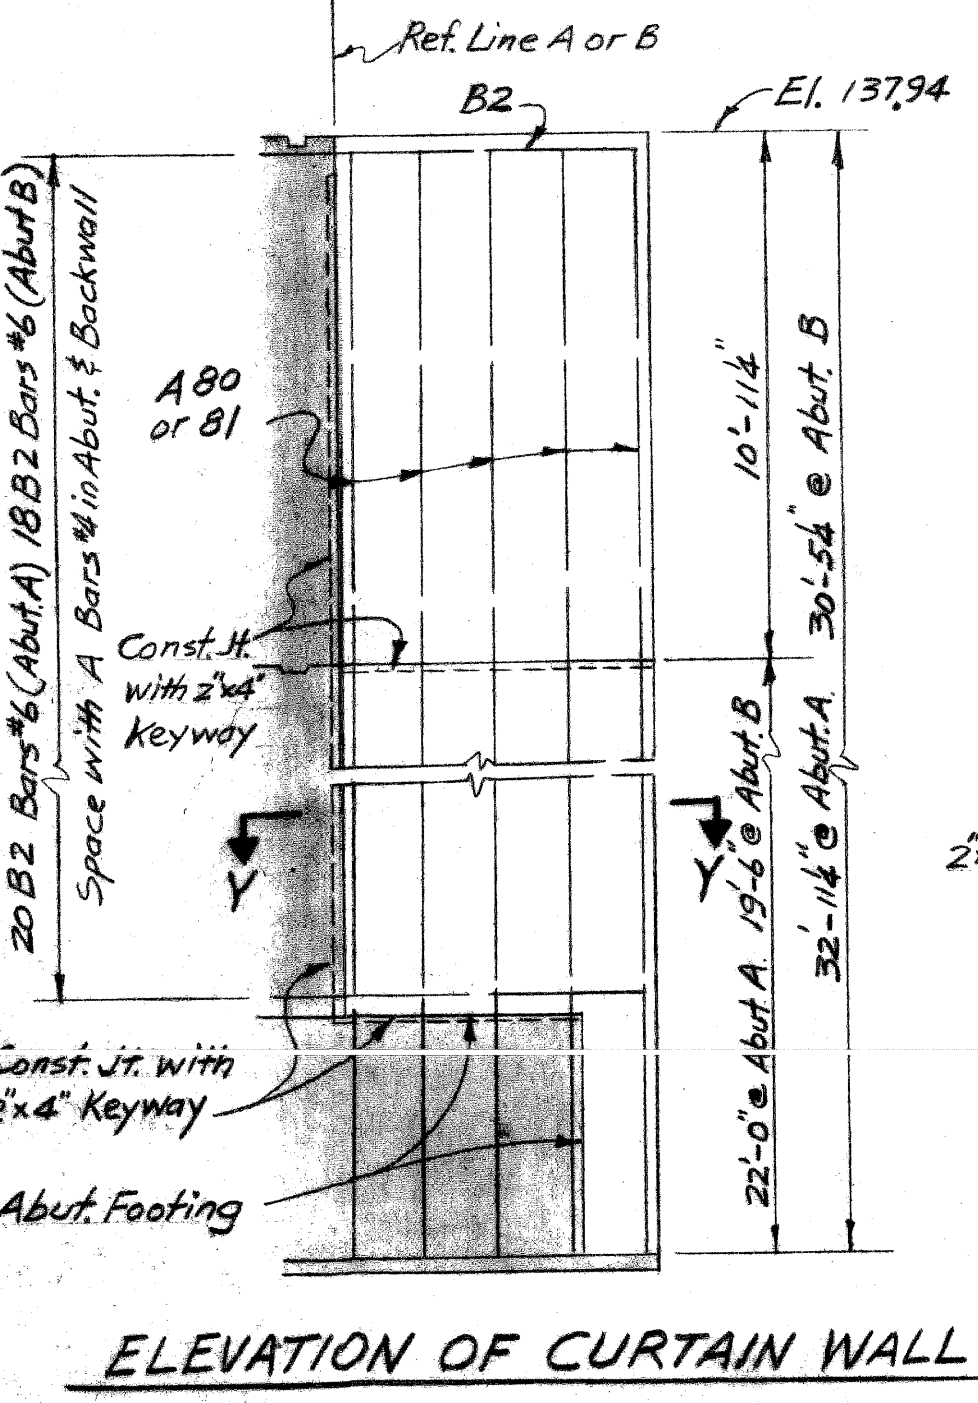 Ref. Line A or B
B2
El. 137.94
20 B2 Bars #6 (Abut. A) 18 B2 Bars #6 (Abut B)
Space with A Bars #4 in Abut. & Backwall
A 80
or 81
10'-11¼"
30'-5¼" @ Abut. B
32'-11¼" @ Abut. A
Const. Jt.
with 2"x4"
Keyway
Y
Y
19'-6" @ Abut. B
22'-0" @ Abut A.
2"
Const. Jt. with
"x4" Keyway
Abut. Footing
ELEVATION OF CURTAIN WALL